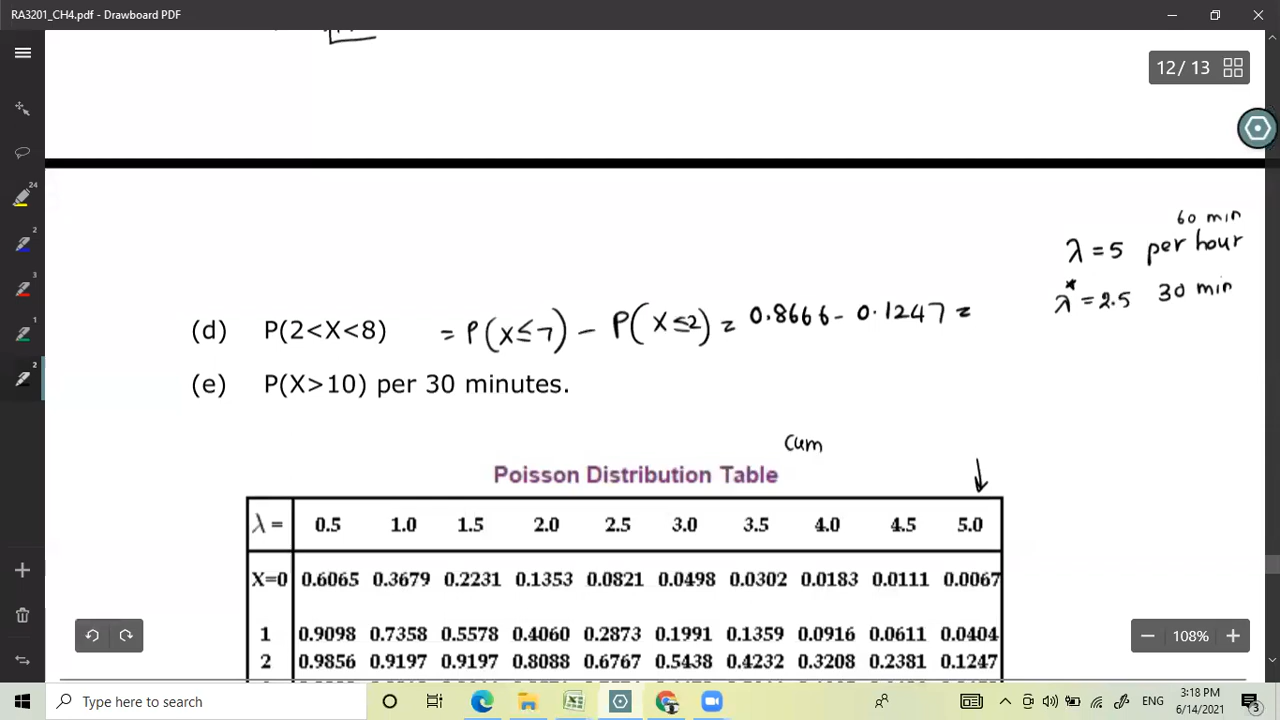 RA3201_CH4.pdf - Drawboard PDF
12 / 13
24
2
3
2
2
60 min
λ = 5 per hour
λ* = 2.5 30 min
(d) P(2<X<8) = P(X≤7) - P(X≤2) = 0.8666 - 0.1247 =
(e) P(X>10) per 30 minutes.
Cum
Poisson Distribution Table
λ = 0.5 1.0 1.5 2.0 2.5 3.0 3.5 4.0 4.5 5.0
X=0 0.6065 0.3679 0.2231 0.1353 0.0821 0.0498 0.0302 0.0183 0.0111 0.0067
1 0.9098 0.7358 0.5578 0.4060 0.2873 0.1991 0.1359 0.0916 0.0611 0.0404
2 0.9856 0.9197 0.9197 0.8088 0.6767 0.5438 0.4232 0.3208 0.2381 0.1247
108%
Type here to search
ENG
3:18 PM
6/14/2021
3